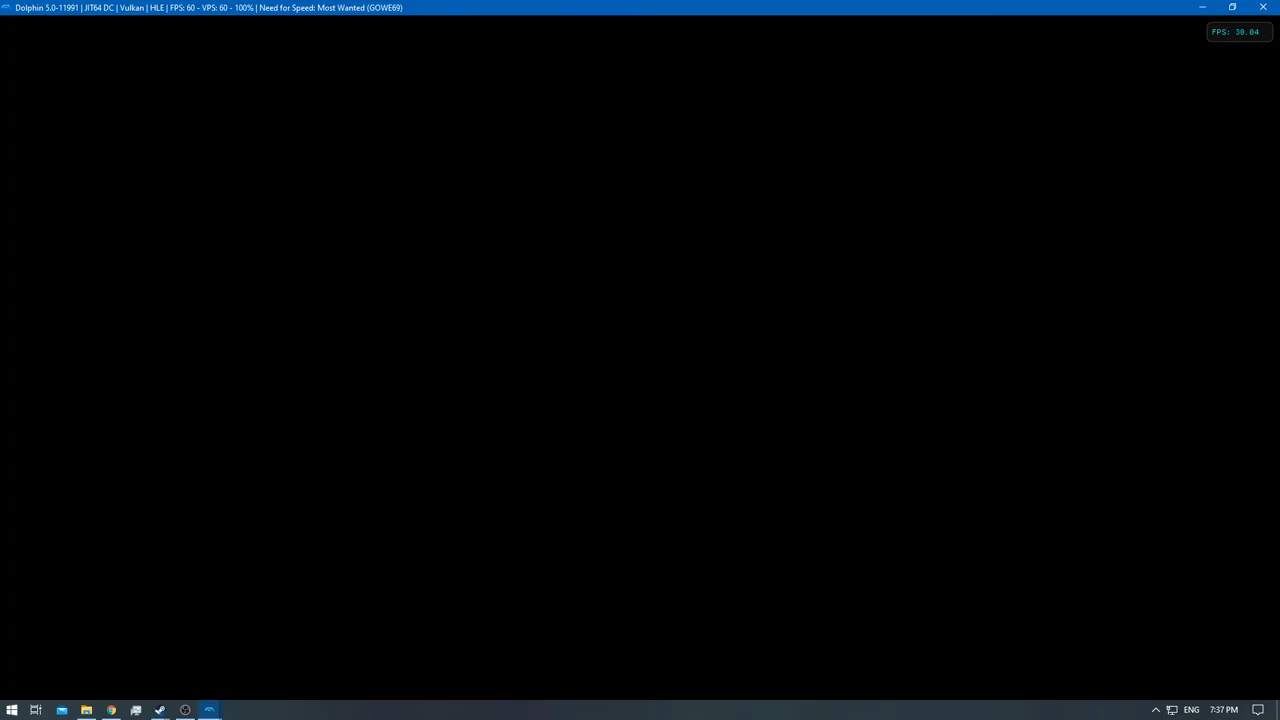 Dolphin 5.0-11991 | JIT64 DC | Vulkan | HLE | FPS: 60 - VPS: 60 - 100% | Need for Speed: Most Wanted (GOWE69)
FPS: 30.04
ENG
7:37 PM